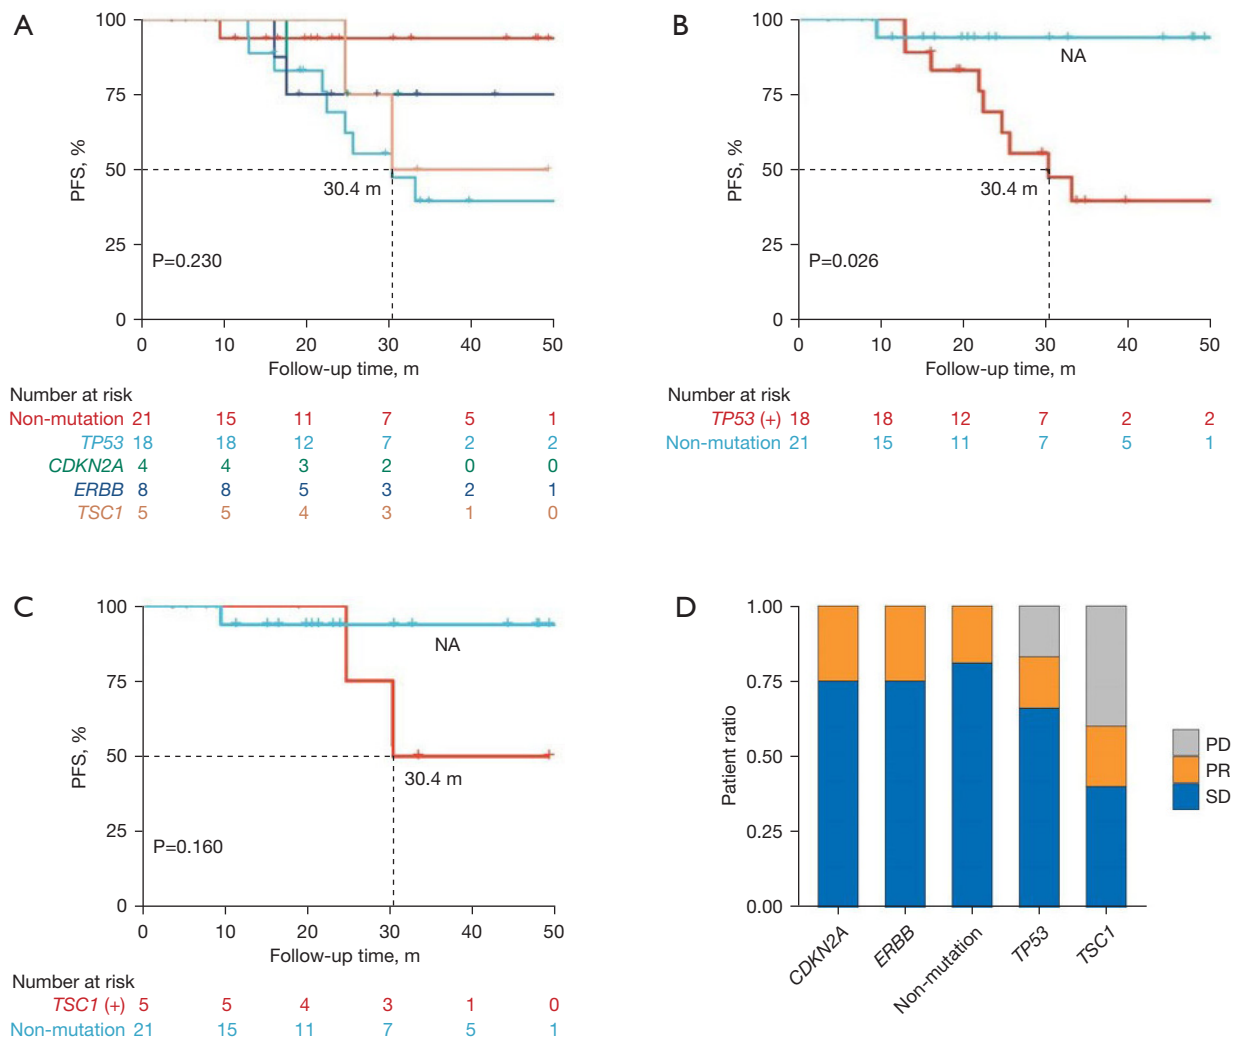 A
100
75
50
25
0
PFS, %
30.4 m
P=0.230
0 10 20 30 40 50
Follow-up time, m
Number at risk
Non-mutation 21 15 11 7 5 1
TP53 18 18 12 7 2 2
CDKN2A 4 4 3 2 0 0
ERBB 8 8 5 3 2 1
TSC1 5 5 4 3 1 0
B
100
75
50
25
0
PFS, %
NA
30.4 m
P=0.026
0 10 20 30 40 50
Follow-up time, m
Number at risk
TP53 (+) 18 18 12 7 2 2
Non-mutation 21 15 11 7 5 1
C
100
75
50
25
0
PFS, %
NA
30.4 m
P=0.160
0 10 20 30 40 50
Follow-up time, m
Number at risk
TSC1 (+) 5 5 4 3 1 0
Non-mutation 21 15 11 7 5 1
D
1.00
0.75
0.50
0.25
0.00
Patient ratio
CDKN2A
ERBB
Non-mutation
TP53
TSC1
PD
PR
SD